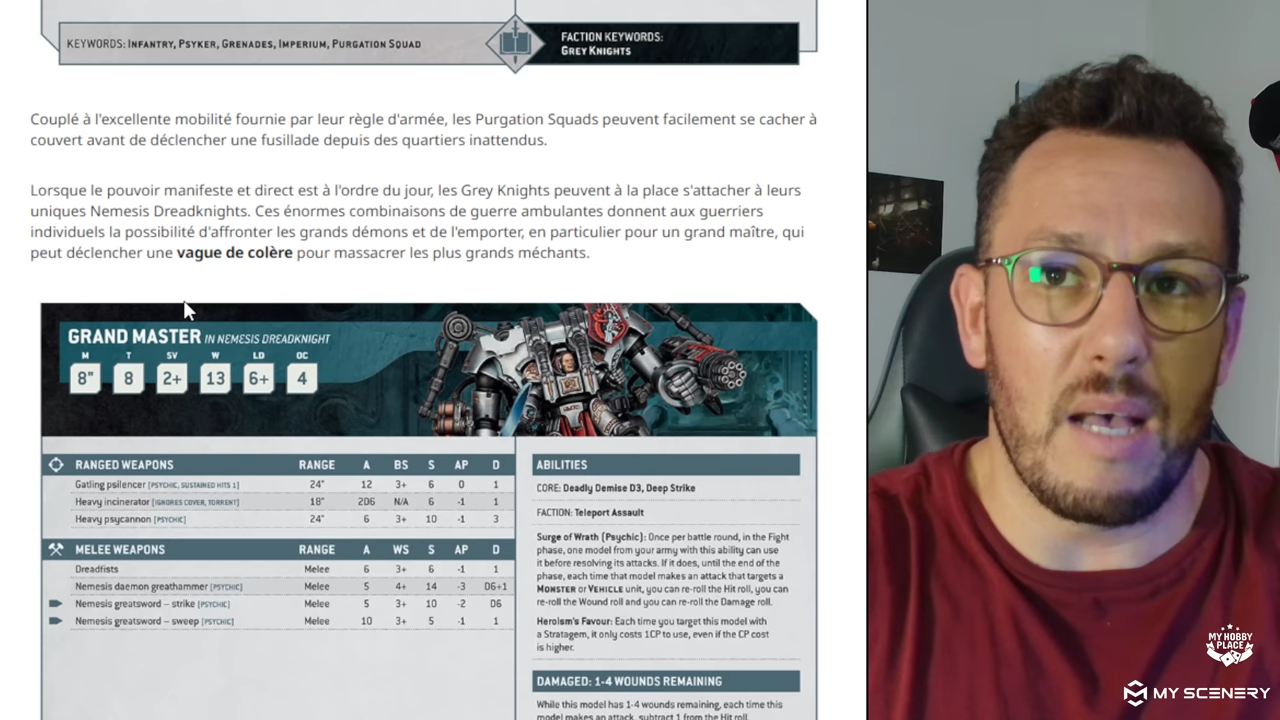 KEYWORDS: INFANTRY, PSYKER, GRENADES, IMPERIUM, PURGATION SQUAD
FACTION KEYWORDS:
GREY KNIGHTS
Couplé à l'excellente mobilité fournie par leur règle d'armée, les Purgation Squads peuvent facilement se cacher à
couvert avant de déclencher une fusillade depuis des quartiers inattendus.
Lorsque le pouvoir manifeste et direct est à l'ordre du jour, les Grey Knights peuvent à la place s'attacher à leurs
uniques Nemesis Dreadknights. Ces énormes combinaisons de guerre ambulantes donnent aux guerriers
individuels la possibilité d'affronter les grands démons et de l'emporter, en particulier pour un grand maître, qui
peut déclencher une vague de colère pour massacrer les plus grands méchants.
GRAND MASTER IN NEMESIS DREADKNIGHT
M T SV W LD OC
8" 8 2+ 13 6+ 4
RANGED WEAPONS RANGE A BS S AP D
Gatling psilencer [PSYCHIC, SUSTAINED HITS 1] 24" 12 3+ 6 0 1
Heavy incinerator [IGNORES COVER, TORRENT] 18" 2D6 N/A 6 -1 1
Heavy psycannon [PSYCHIC] 24" 6 3+ 10 -1 3
MELEE WEAPONS RANGE A WS S AP D
Dreadfists Melee 6 3+ 6 -1 1
Nemesis daemon greathammer [PSYCHIC] Melee 5 4+ 14 -3 D6+1
Nemesis greatsword – strike [PSYCHIC] Melee 5 3+ 10 -2 D6
Nemesis greatsword – sweep [PSYCHIC] Melee 10 3+ 5 -1 1
ABILITIES
CORE: Deadly Demise D3, Deep Strike
FACTION: Teleport Assault
Surge of Wrath (Psychic): Once per battle round, in the Fight
phase, one model from your army with this ability can use
it before resolving its attacks. If it does, until the end of the
phase, each time that model makes an attack that targets a
MONSTER or VEHICLE unit, you can re-roll the Hit roll, you can
re-roll the Wound roll and you can re-roll the Damage roll.
Heroism's Favour: Each time you target this model with
a Stratagem, it only costs 1CP to use, even if the CP cost
is higher.
DAMAGED: 1-4 WOUNDS REMAINING
While this model has 1-4 wounds remaining, each time this
model makes an attack, subtract 1 from the Hit roll.
MY HOBBY
PLACE
MY SCENERY